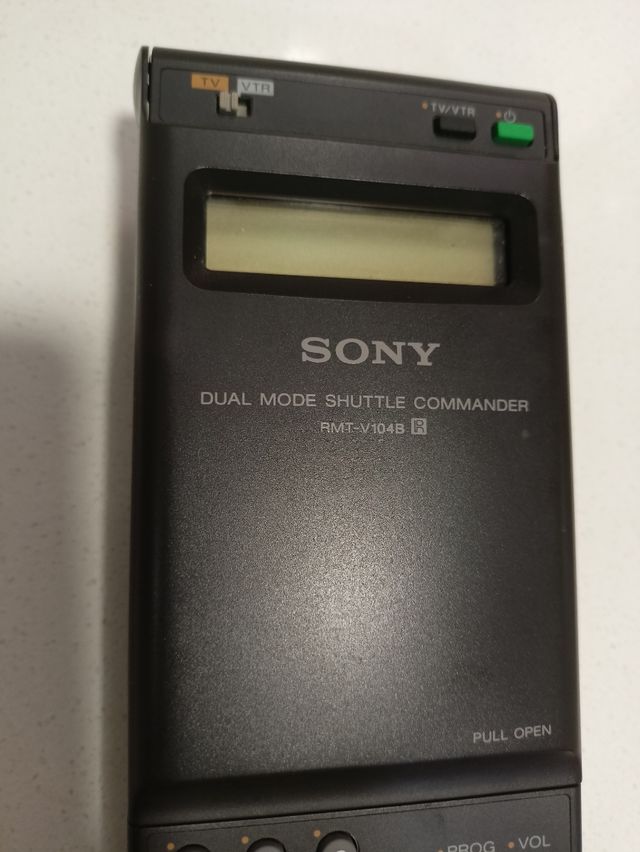 TV VTR
TV/VTR
SONY
DUAL MODE SHUTTLE COMMANDER
RMT-V104B
PULL OPEN
PROG VOL